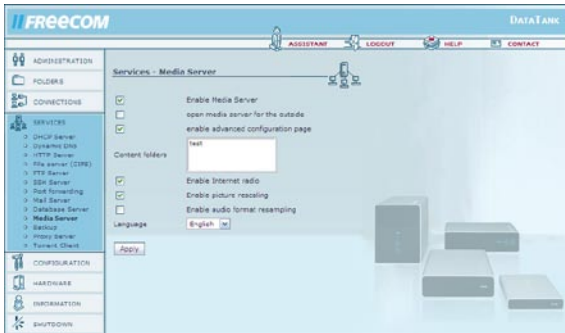 FREECOM
DATATANK
ASSISTANT LOGOUT HELP CONTACT
ADMINISTRATION
FOLDERS
CONNECTIONS
SERVICES
DHCP Server
Dynamic DNS
HTTP Server
File server (CIFS)
FTP Server
SSH Server
Port forwarding
Mail Server
Database Server
Media Server
Backup
Proxy Server
Torrent Client
CONFIGURATION
HARDWARE
INFORMATION
SHUTDOWN
Services - Media Server
Enable Media Server
open media server for the outside
enable advanced configuration page
Content folders
test
Enable Internet radio
Enable picture rescaling
Enable audio format resampling
Language English
Apply